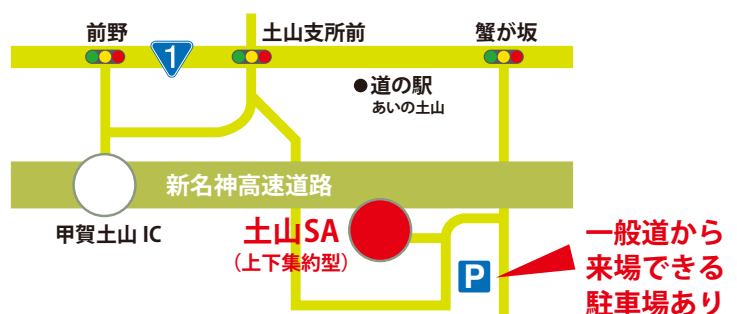 前野
1
土山支所前
蟹が坂
●道の駅
あいの土山
新名神高速道路
甲賀土山 IC
土山SA
（上下集約型）
P
一般道から
来場できる
駐車場あり